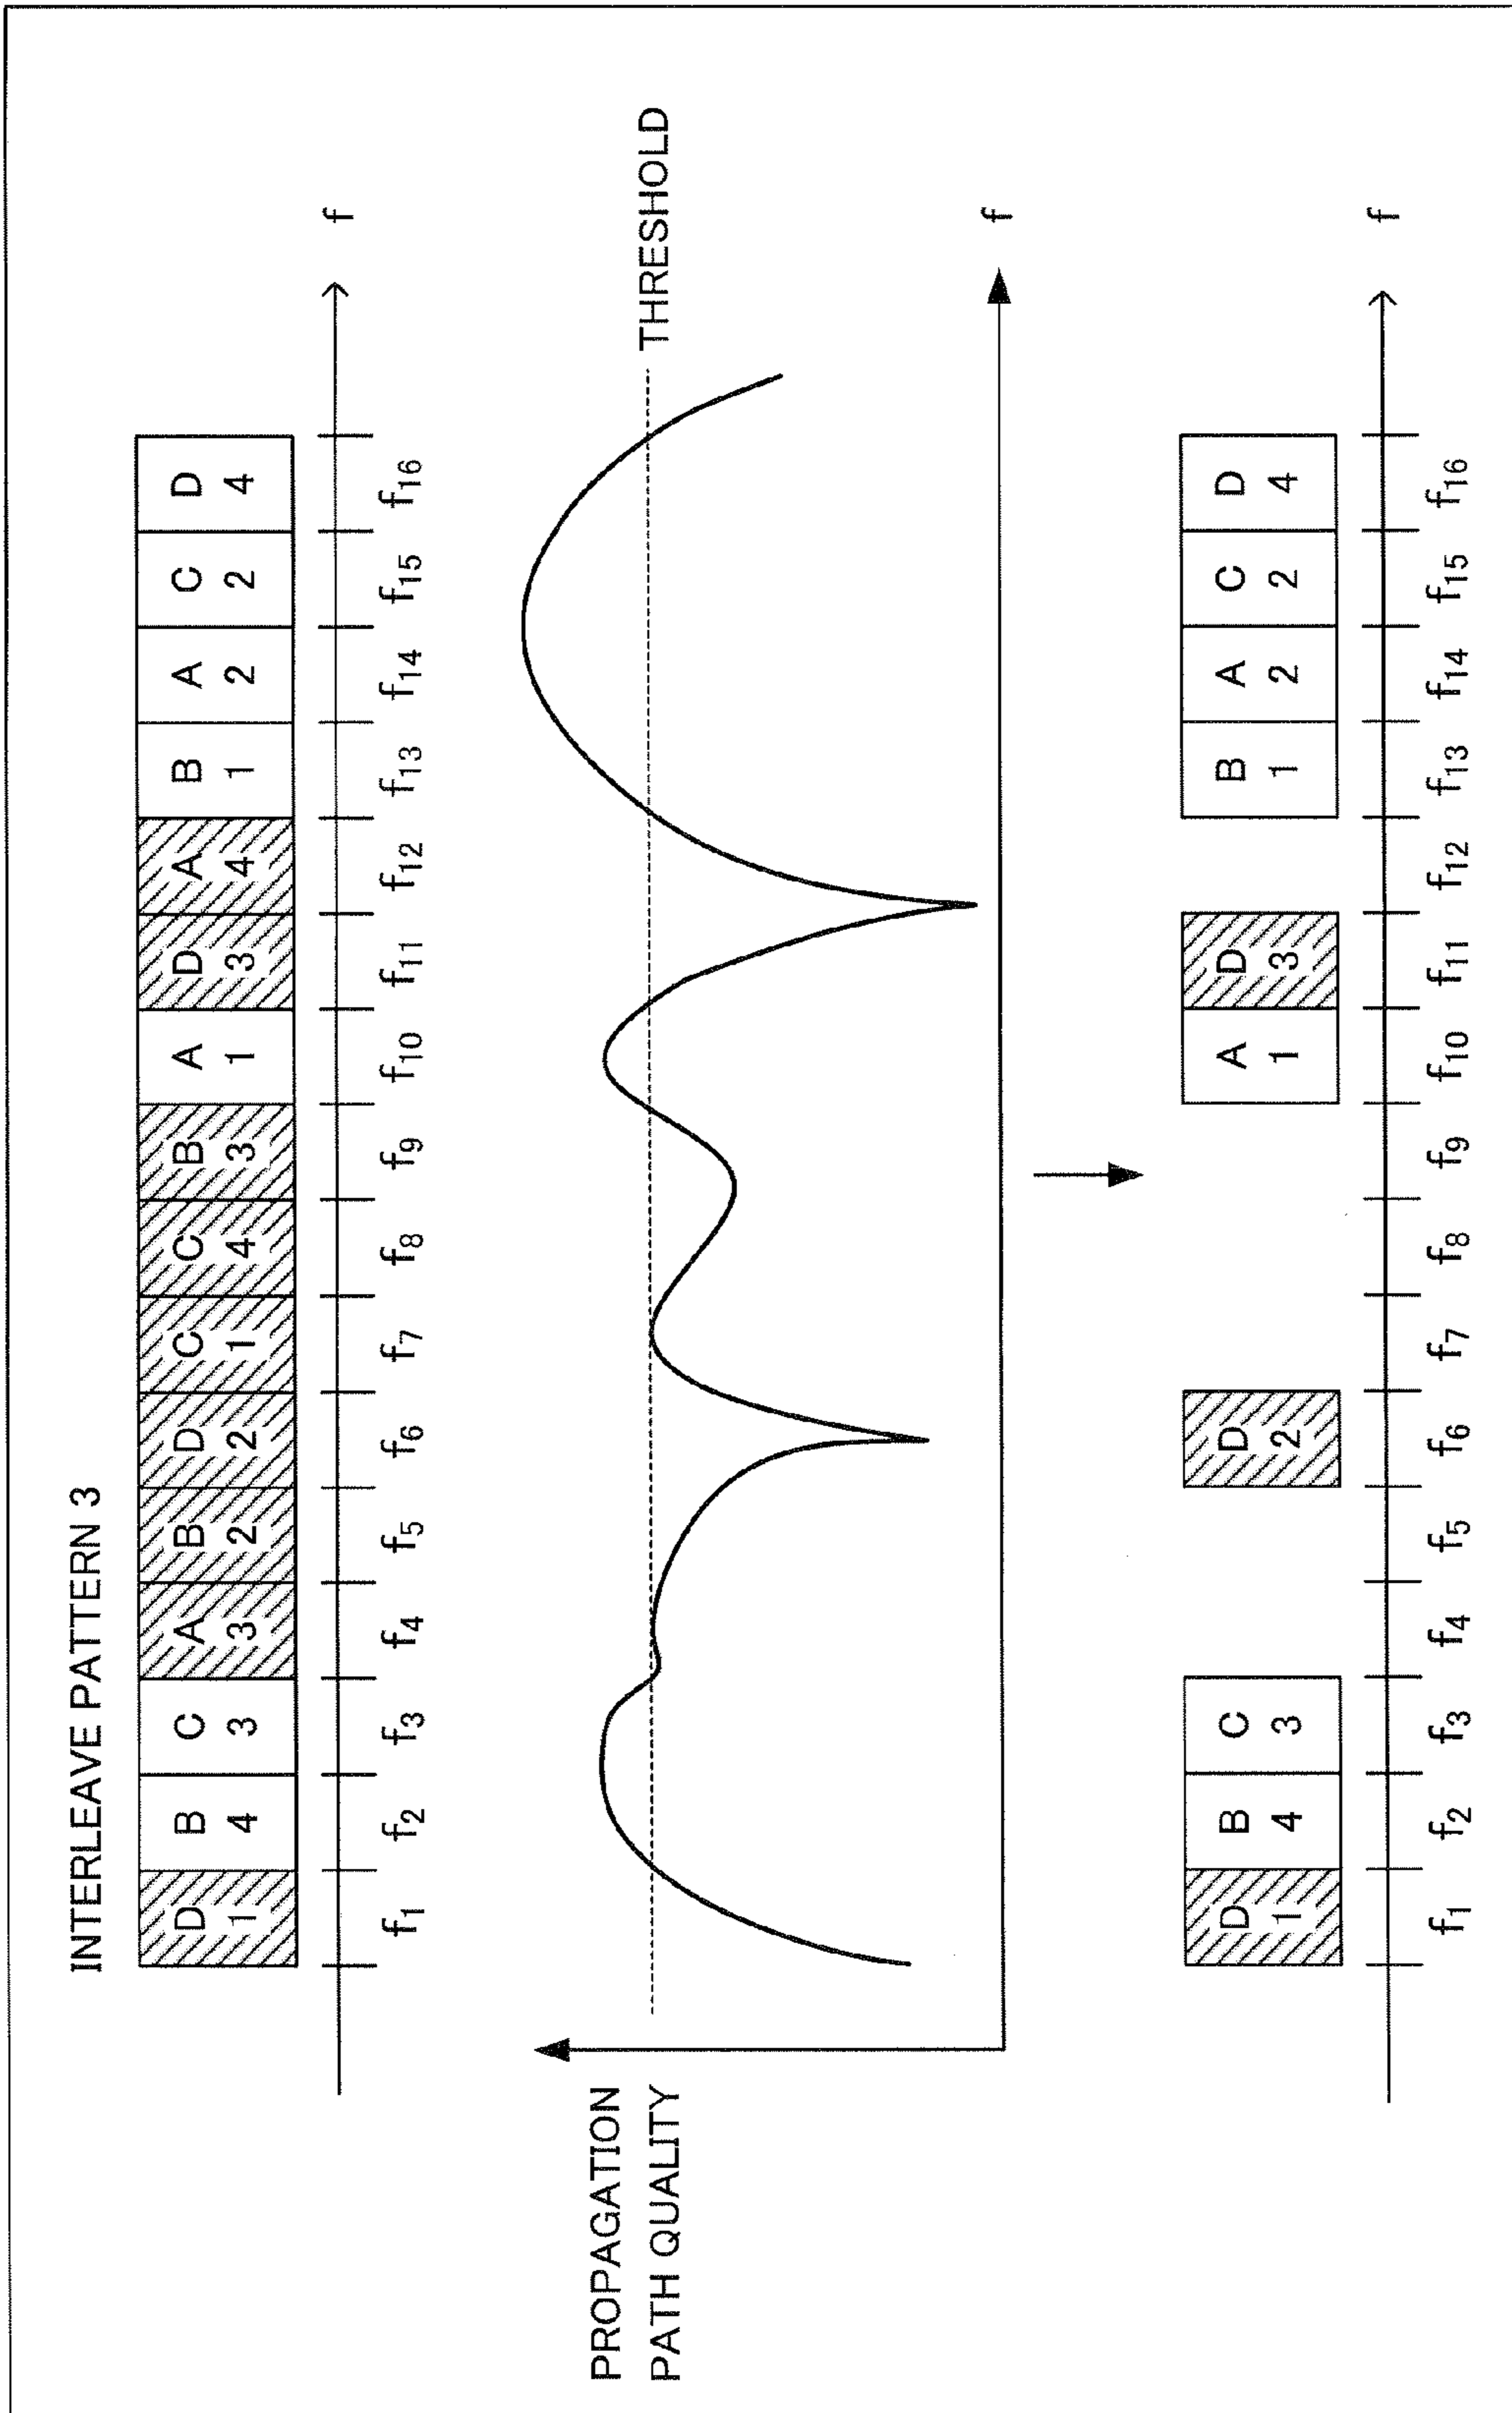 INTERLEAVE PATTERN 3
D B C A B D C C B A D A B A C D
1 4 3 3 2 2 1 4 3 1 3 4 1 2 2 4
f
f1 f2 f3 f4 f5 f6 f7 f8 f9 f10 f11 f12 f13 f14 f15 f16
PROPAGATION
PATH QUALITY
THRESHOLD
f
D B C D A D B A C D
1 4 3 2 1 3 1 2 2 4
f
f1 f2 f3 f4 f5 f6 f7 f8 f9 f10 f11 f12 f13 f14 f15 f16